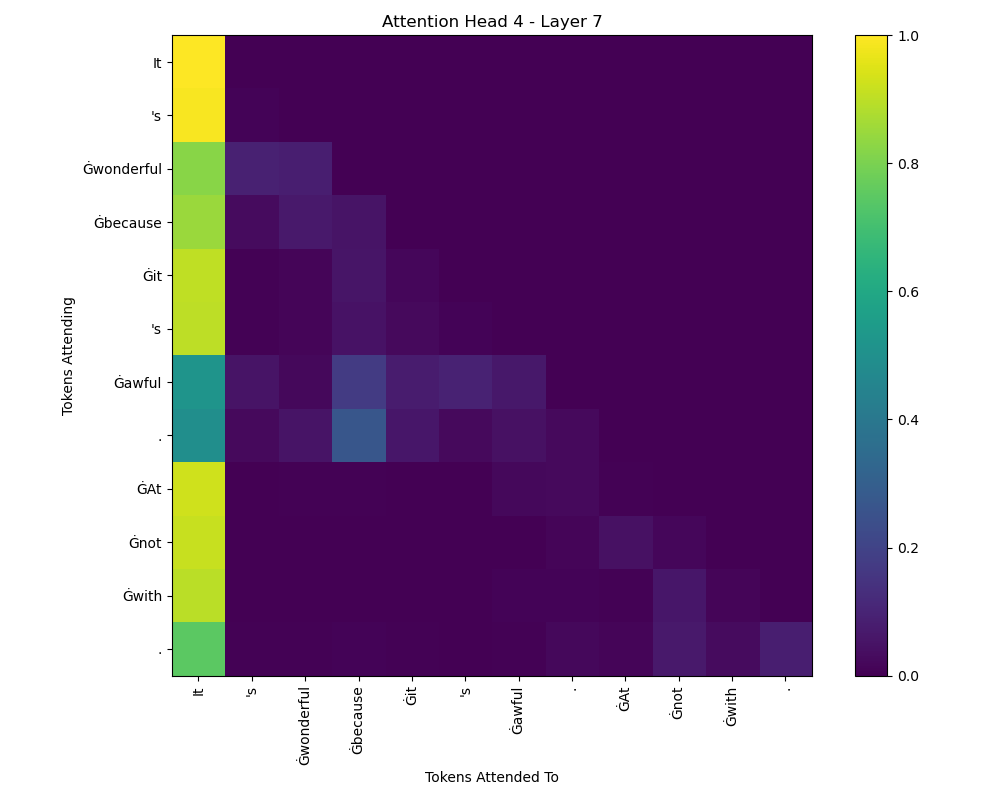 Attention Head 4 - Layer 7
It
's
Ġwonderful
Ġbecause
Ġit
's
Ġawful
.
ĠAt
Ġnot
Ġwith
.
Tokens Attending
It
's
Ġwonderful
Ġbecause
Ġit
's
Ġawful
.
ĠAt
Ġnot
Ġwith
.
Tokens Attended To
1.0
0.8
0.6
0.4
0.2
0.0